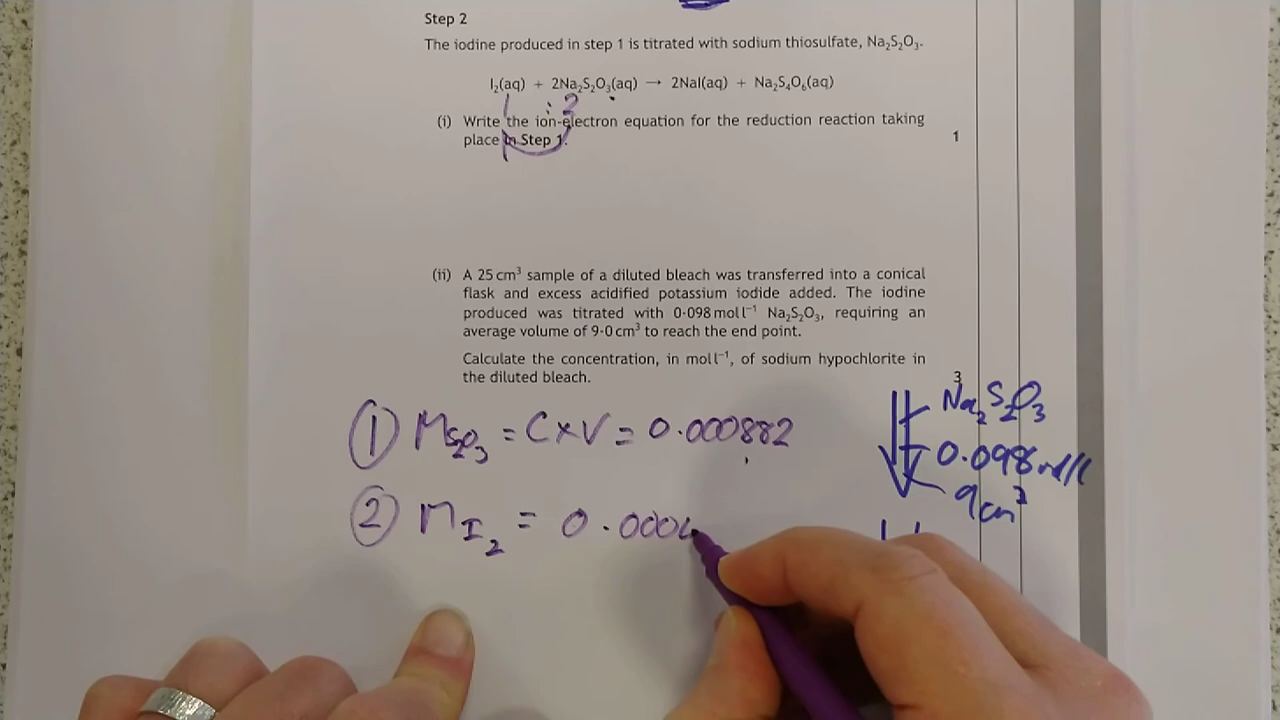 Step 2
The iodine produced in step 1 is titrated with sodium thiosulfate, Na₂S₂O₃.
I₂(aq) + 2Na₂S₂O₃(aq) → 2NaI(aq) + Na₂S₄O₆(aq)
1 : 2
(i) Write the ion-electron equation for the reduction reaction taking
place in Step 1.
1
(ii) A 25 cm³ sample of a diluted bleach was transferred into a conical
flask and excess acidified potassium iodide added. The iodine
produced was titrated with 0·098 mol l⁻¹ Na₂S₂O₃, requiring an
average volume of 9·0 cm³ to reach the end point.
Calculate the concentration, in mol l⁻¹, of sodium hypochlorite in
the diluted bleach.
3
Na₂S₂O₃
0.098 mol/l
9cm³
① n S₂O₃ = C × V = 0.000882
② n I₂ = 0.000